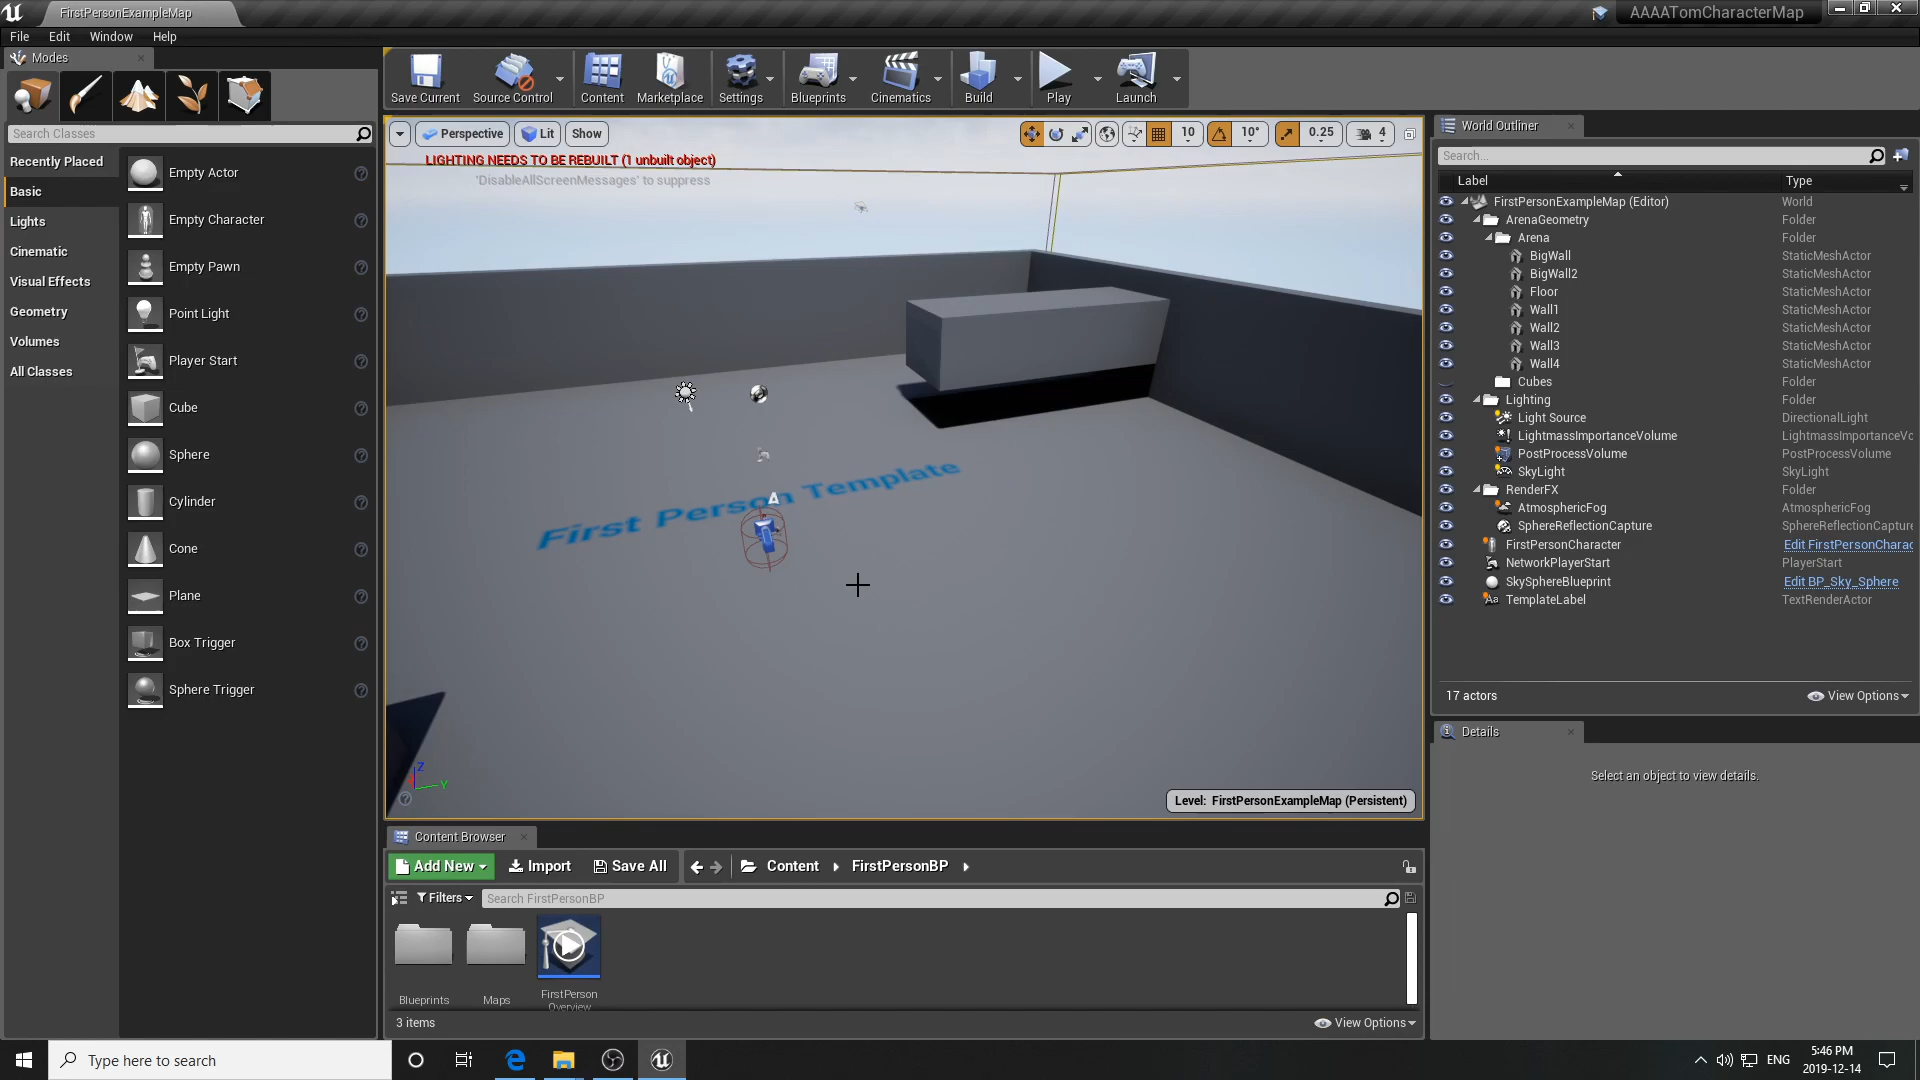 FirstPersonExampleMap
AAAATomCharacterMap
File Edit Window Help
Modes
Save Current Source Control Content Marketplace Settings Blueprints Cinematics Build Play Launch
Search Classes
Recently Placed
Basic
Lights
Cinematic
Visual Effects
Geometry
Volumes
All Classes
Empty Actor
Empty Character
Empty Pawn
Point Light
Player Start
Cube
Sphere
Cylinder
Cone
Plane
Box Trigger
Sphere Trigger
Perspective Lit Show
10 10° 0.25 4
LIGHTING NEEDS TO BE REBUILT (1 unbuilt object)
'DisableAllScreenMessages' to suppress
First Person Template
Z
Y
Level: FirstPersonExampleMap (Persistent)
World Outliner
Search...
Label Type
FirstPersonExampleMap (Editor) World
ArenaGeometry Folder
Arena Folder
BigWall StaticMeshActor
BigWall2 StaticMeshActor
Floor StaticMeshActor
Wall1 StaticMeshActor
Wall2 StaticMeshActor
Wall3 StaticMeshActor
Wall4 StaticMeshActor
Cubes Folder
Lighting Folder
Light Source DirectionalLight
LightmassImportanceVolume LightmassImportanceVc
PostProcessVolume PostProcessVolume
SkyLight SkyLight
RenderFX Folder
AtmosphericFog AtmosphericFog
SphereReflectionCapture SphereReflectionCapture
FirstPersonCharacter Edit FirstPersonCharac
NetworkPlayerStart PlayerStart
SkySphereBlueprint Edit BP_Sky_Sphere
TemplateLabel TextRenderActor
17 actors View Options
Details
Select an object to view details.
Content Browser
Add New Import Save All Content FirstPersonBP
Filters Search FirstPersonBP
Blueprints
Maps
FirstPerson
Overview
3 items View Options
Type here to search
ENG
5:46 PM
2019-12-14